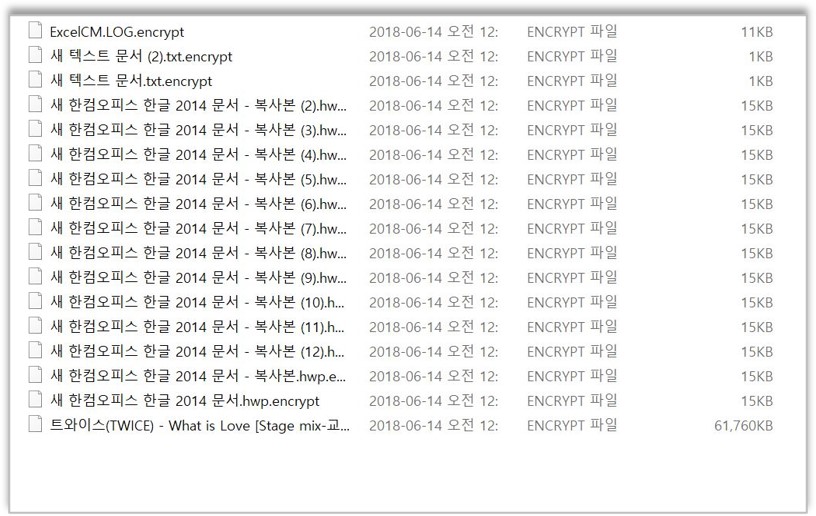 ExcelCM.LOG.encrypt 2018-06-14 오전 12: ENCRYPT 파일 11KB
새 텍스트 문서 (2).txt.encrypt 2018-06-14 오전 12: ENCRYPT 파일 1KB
새 텍스트 문서.txt.encrypt 2018-06-14 오전 12: ENCRYPT 파일 1KB
새 한컴오피스 한글 2014 문서 - 복사본 (2).hw... 2018-06-14 오전 12: ENCRYPT 파일 15KB
새 한컴오피스 한글 2014 문서 - 복사본 (3).hw... 2018-06-14 오전 12: ENCRYPT 파일 15KB
새 한컴오피스 한글 2014 문서 - 복사본 (4).hw... 2018-06-14 오전 12: ENCRYPT 파일 15KB
새 한컴오피스 한글 2014 문서 - 복사본 (5).hw... 2018-06-14 오전 12: ENCRYPT 파일 15KB
새 한컴오피스 한글 2014 문서 - 복사본 (6).hw... 2018-06-14 오전 12: ENCRYPT 파일 15KB
새 한컴오피스 한글 2014 문서 - 복사본 (7).hw... 2018-06-14 오전 12: ENCRYPT 파일 15KB
새 한컴오피스 한글 2014 문서 - 복사본 (8).hw... 2018-06-14 오전 12: ENCRYPT 파일 15KB
새 한컴오피스 한글 2014 문서 - 복사본 (9).hw... 2018-06-14 오전 12: ENCRYPT 파일 15KB
새 한컴오피스 한글 2014 문서 - 복사본 (10).h... 2018-06-14 오전 12: ENCRYPT 파일 15KB
새 한컴오피스 한글 2014 문서 - 복사본 (11).h... 2018-06-14 오전 12: ENCRYPT 파일 15KB
새 한컴오피스 한글 2014 문서 - 복사본 (12).h... 2018-06-14 오전 12: ENCRYPT 파일 15KB
새 한컴오피스 한글 2014 문서 - 복사본.hwp.e... 2018-06-14 오전 12: ENCRYPT 파일 15KB
새 한컴오피스 한글 2014 문서.hwp.encrypt 2018-06-14 오전 12: ENCRYPT 파일 15KB
트와이스(TWICE) - What is Love [Stage mix-교... 2018-06-14 오전 12: ENCRYPT 파일 61,760KB